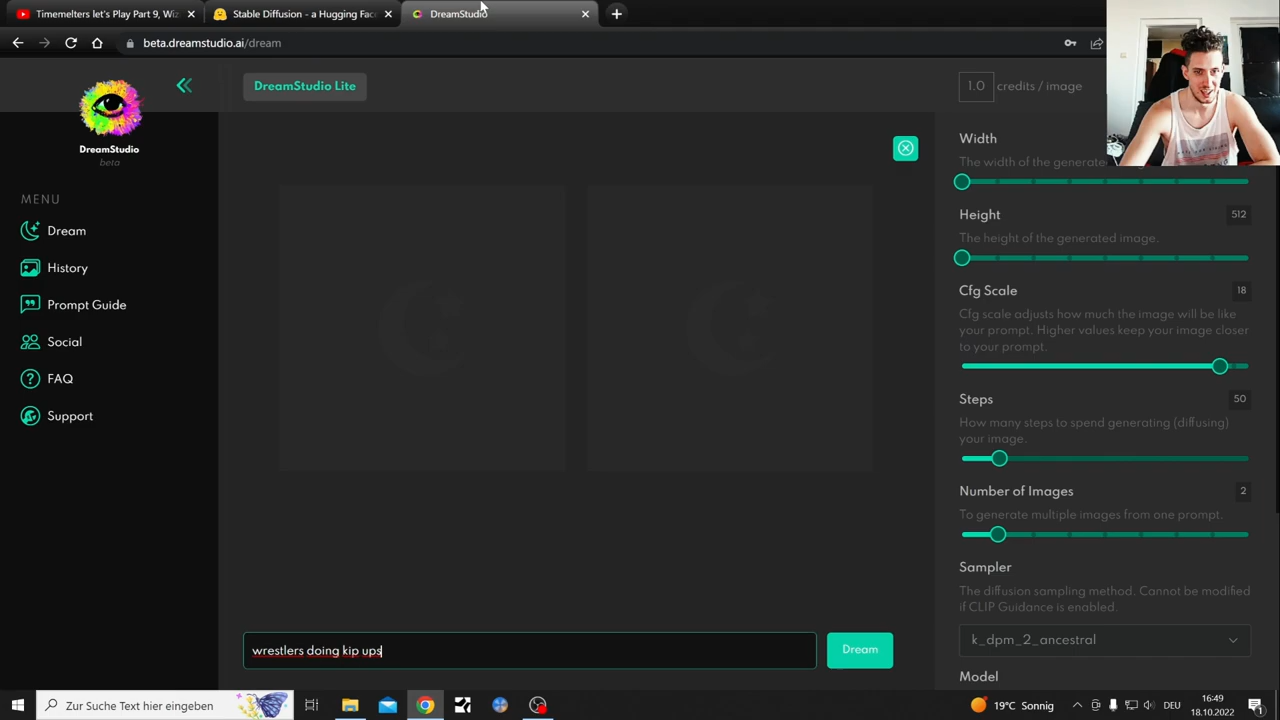 Timemelters let's Play Part 9, Wiz
Stable Diffusion - a Hugging Face
DreamStudio
beta.dreamstudio.ai/dream
DreamStudio
beta
MENU
Dream
History
Prompt Guide
Social
FAQ
Support
DreamStudio Lite
1.0 credits / image
Width
The width of the generated
Height
512
The height of the generated image.
Cfg Scale
18
Cfg scale adjusts how much the image will be like
your prompt. Higher values keep your image closer
to your prompt.
Steps
50
How many steps to spend generating (diffusing)
your image.
Number of Images
2
To generate multiple images from one prompt.
Sampler
The diffusion sampling method. Cannot be modified
if CLIP Guidance is enabled.
k_dpm_2_ancestral
Model
wrestlers doing kip ups
Dream
Zur Suche Text hier eingeben
19°C Sonnig
16:49
18.10.2022
1